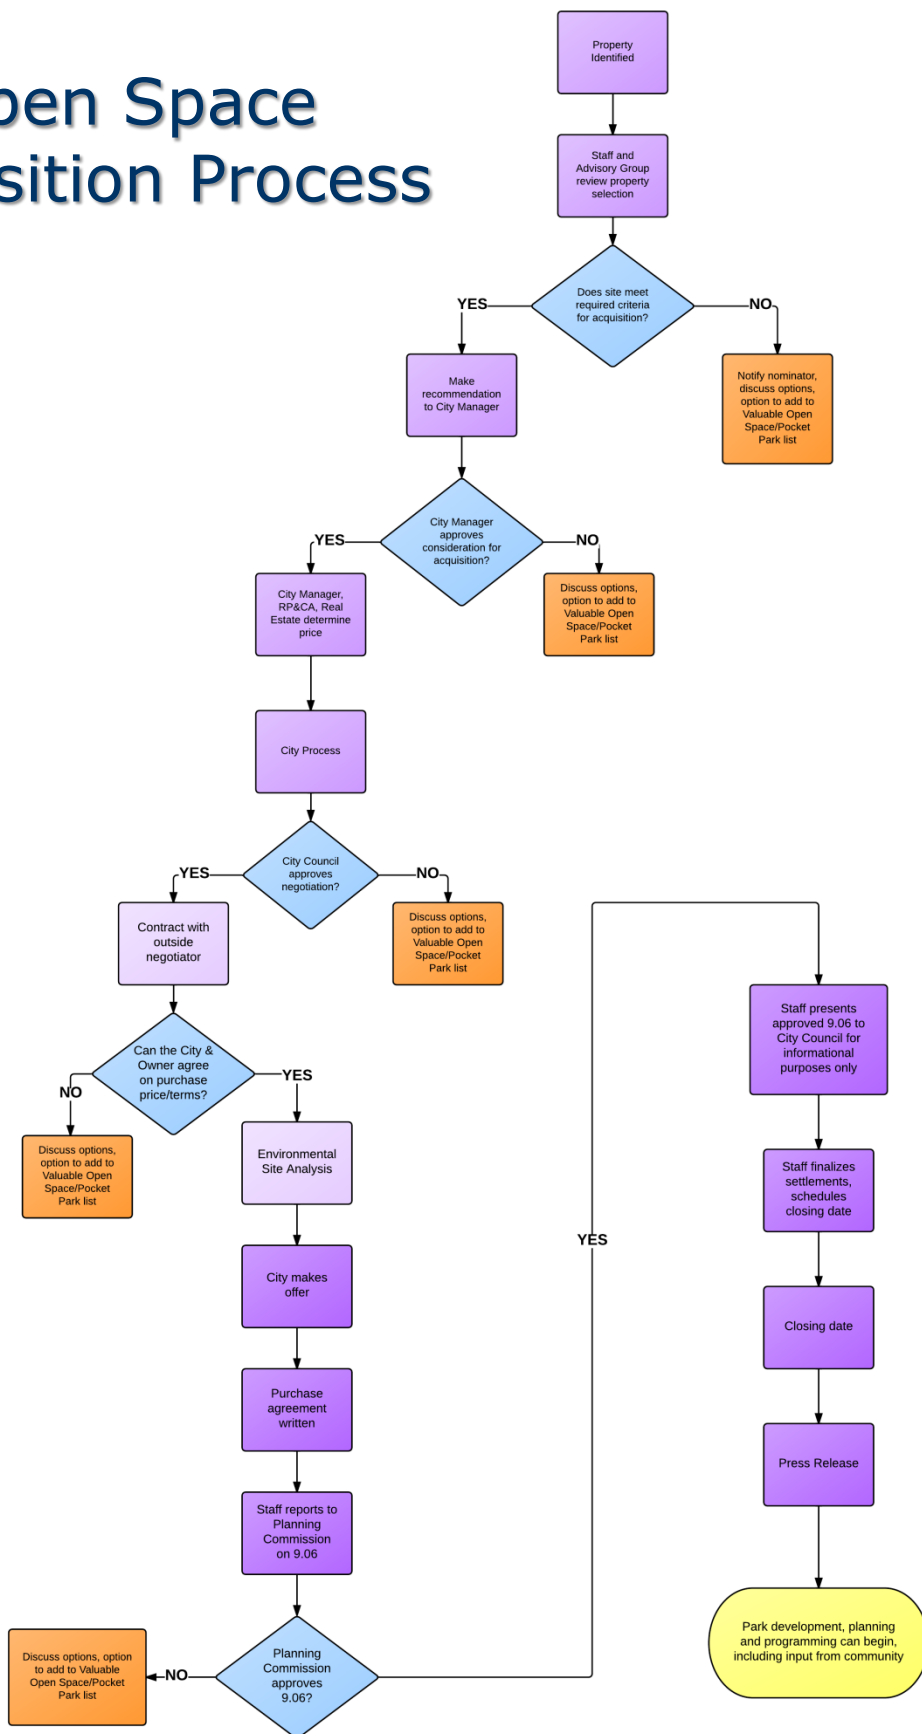 pen Space
sition Process
Property
Identified
Staff and
Advisory Group
review property
selection
Does site meet
required criteria
for acquisition?
YES
NO
Make
recommendation
to City Manager
Notify nominator,
discuss options,
option to add to
Valuable Open
Space/Pocket
Park list
City Manager
approves
consideration for
acquisition?
YES
NO
City Manager,
RP&CA, Real
Estate determine
price
Discuss options,
option to add to
Valuable Open
Space/Pocket
Park list
City Process
City Council
approves
negotiation?
YES
NO
Contract with
outside
negotiator
Discuss options,
option to add to
Valuable Open
Space/Pocket
Park list
Can the City &
Owner agree
on purchase
price/terms?
NO
YES
Discuss options,
option to add to
Valuable Open
Space/Pocket
Park list
Environmental
Site Analysis
City makes
offer
Purchase
agreement
written
Staff reports to
Planning
Commission
on 9.06
Planning
Commission
approves
9.06?
NO
Discuss options, option
to add to Valuable
Open Space/Pocket
Park list
YES
Staff presents
approved 9.06 to
City Council for
informational
purposes only
Staff finalizes
settlements,
schedules
closing date
Closing date
Press Release
Park development, planning
and programming can begin,
including input from community